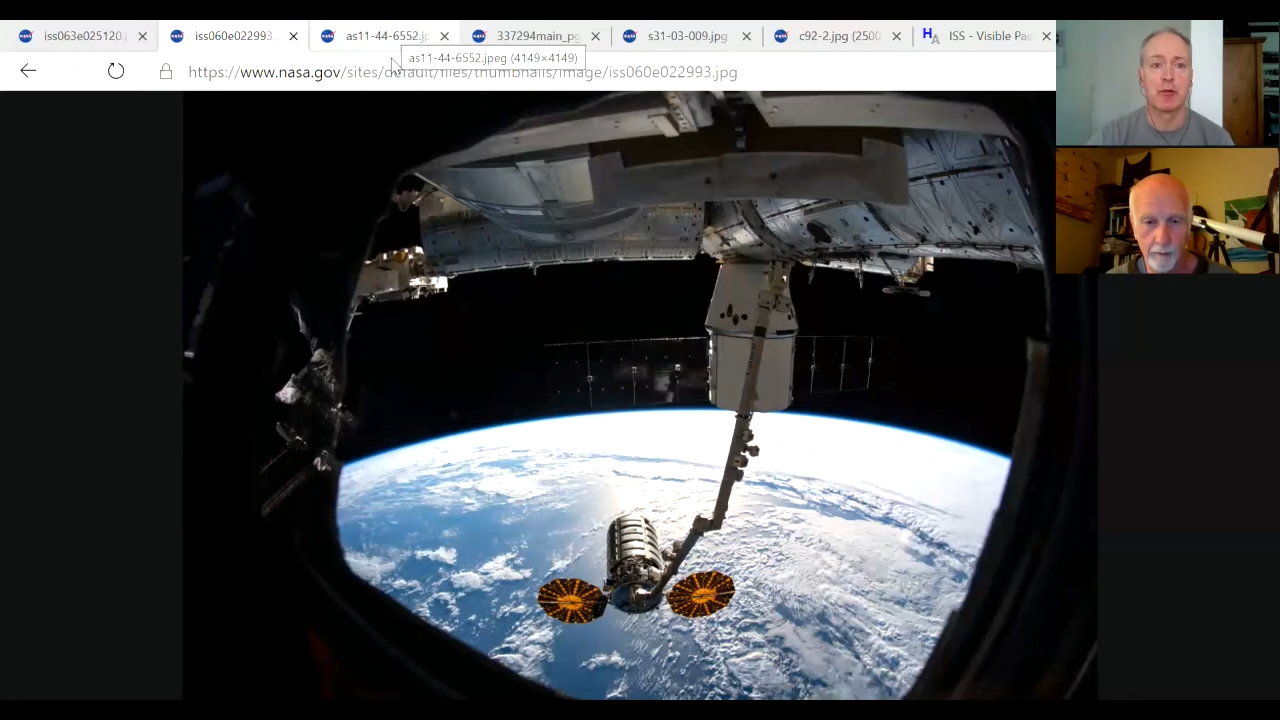 iss063e025120.j
iss060e022993.
as11-44-6552.jp
337294main_pg
s31-03-009.jpg
c92-2.jpg (2500
HA
ISS - Visible Pas
as11-44-6552.jpeg (4149×4149)
https://www.nasa.gov/sites/default/files/thumbnails/image/iss060e022993.jpg